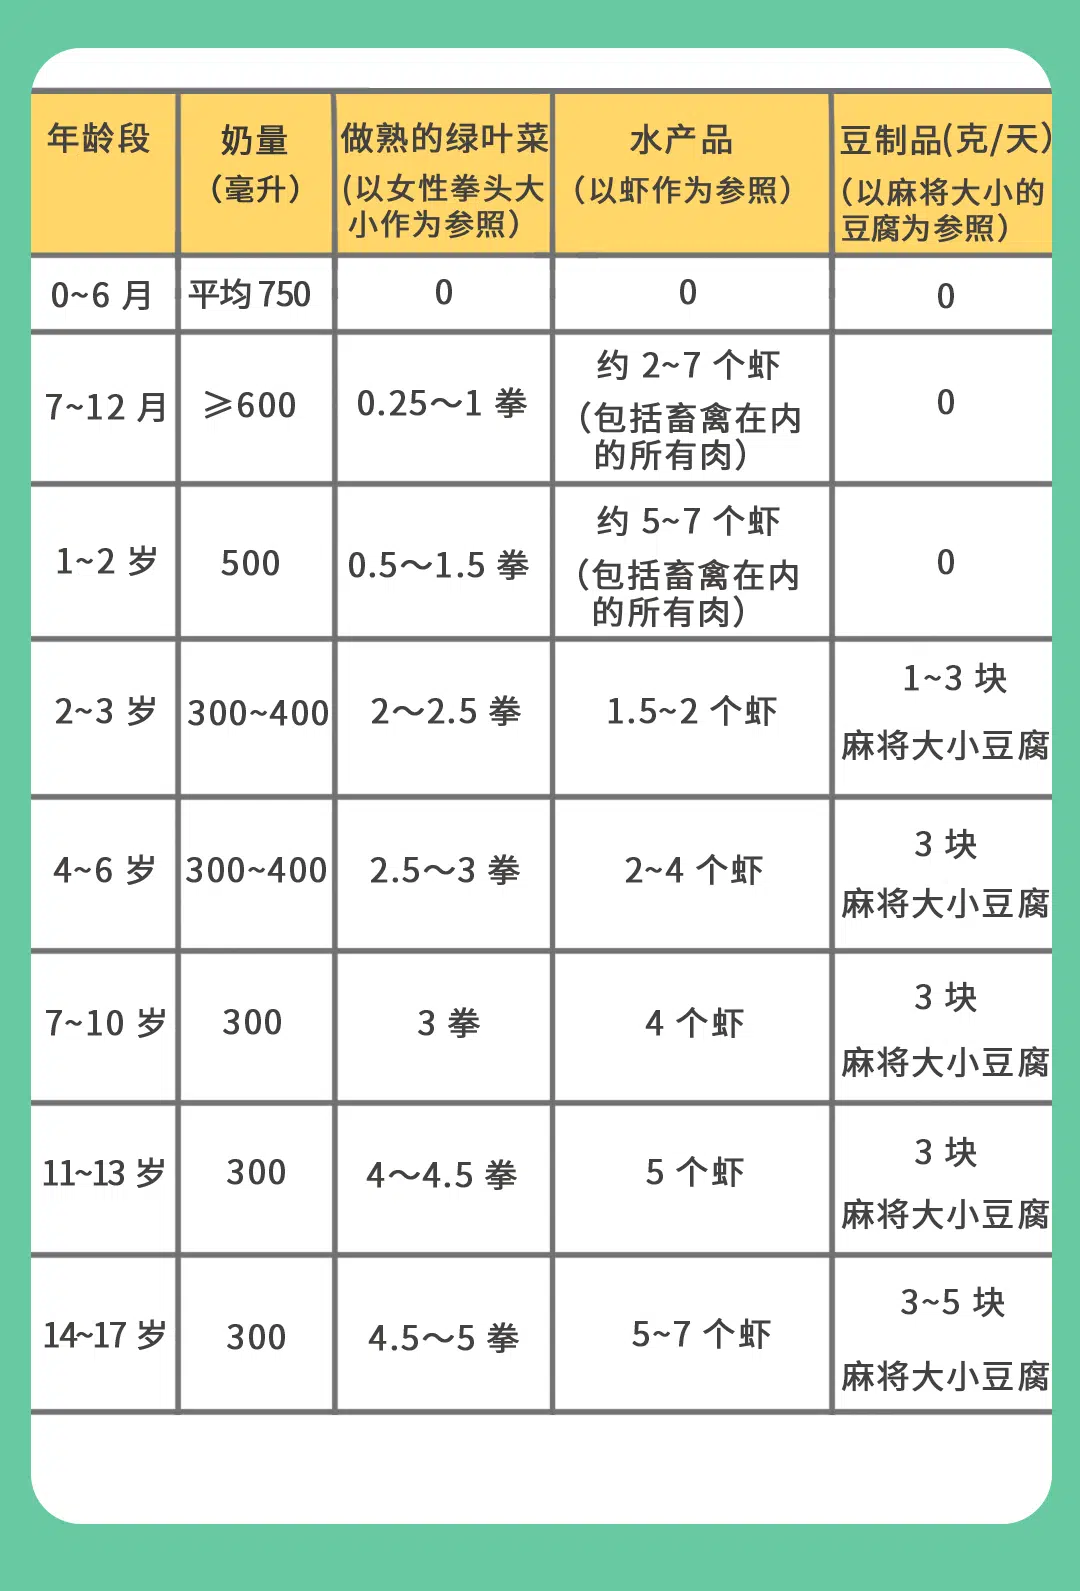 年龄段
奶量
（毫升）
做熟的绿叶菜
(以女性拳头大
小作为参照）
水产品
（以虾作为参照）
豆制品(克/天）
（以麻将大小的
豆腐为参照）
0~6 月
平均 750
0
0
0
7~12 月
≥600
0.25～1 拳
约 2~7 个虾
（包括畜禽在内
的所有肉）
0
1~2 岁
500
0.5～1.5 拳
约 5~7 个虾
（包括畜禽在内
的所有肉）
0
2~3 岁
300~400
2～2.5 拳
1.5~2 个虾
1~3 块
麻将大小豆腐
4~6 岁
300~400
2.5～3 拳
2~4 个虾
3 块
麻将大小豆腐
7~10 岁
300
3 拳
4 个虾
3 块
麻将大小豆腐
11~13 岁
300
4～4.5 拳
5 个虾
3 块
麻将大小豆腐
14~17 岁
300
4.5～5 拳
5~7 个虾
3~5 块
麻将大小豆腐